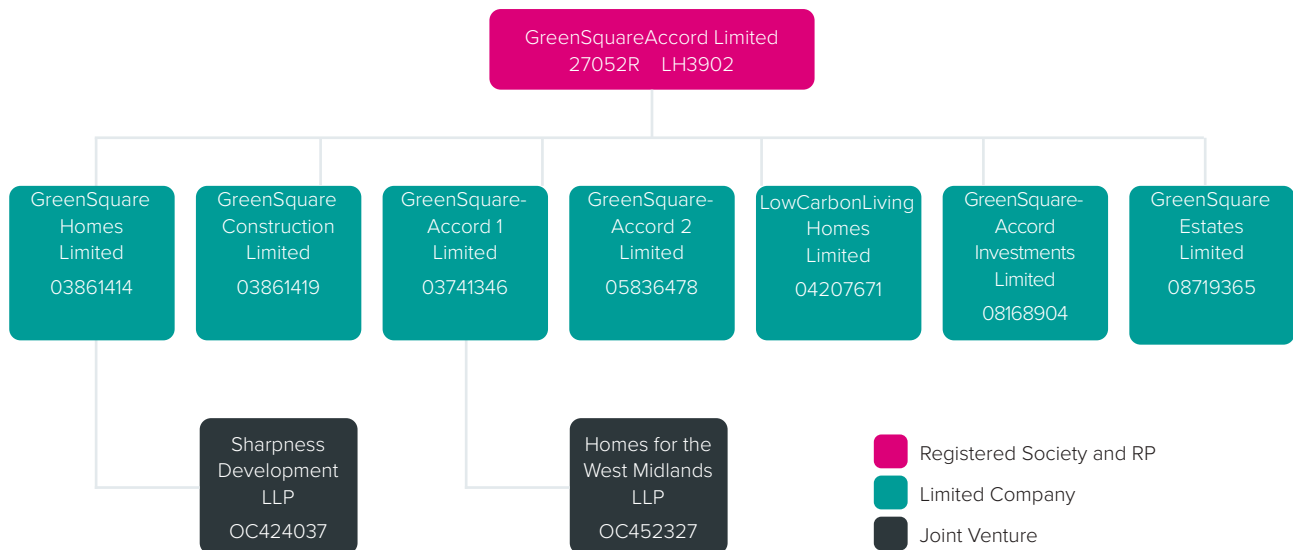 GreenSquareAccord Limited
27052R LH3902
GreenSquare
Homes
Limited
03861414
GreenSquare
Construction
Limited
03861419
GreenSquare-
Accord 1
Limited
03741346
GreenSquare-
Accord 2
Limited
05836478
LowCarbonLiving
Homes
Limited
04207671
GreenSquare-
Accord
Investments
Limited
08168904
GreenSquare
Estates
Limited
08719365
Sharpness
Development
LLP
OC424037
Homes for the
West Midlands
LLP
OC452327
Registered Society and RP
Limited Company
Joint Venture